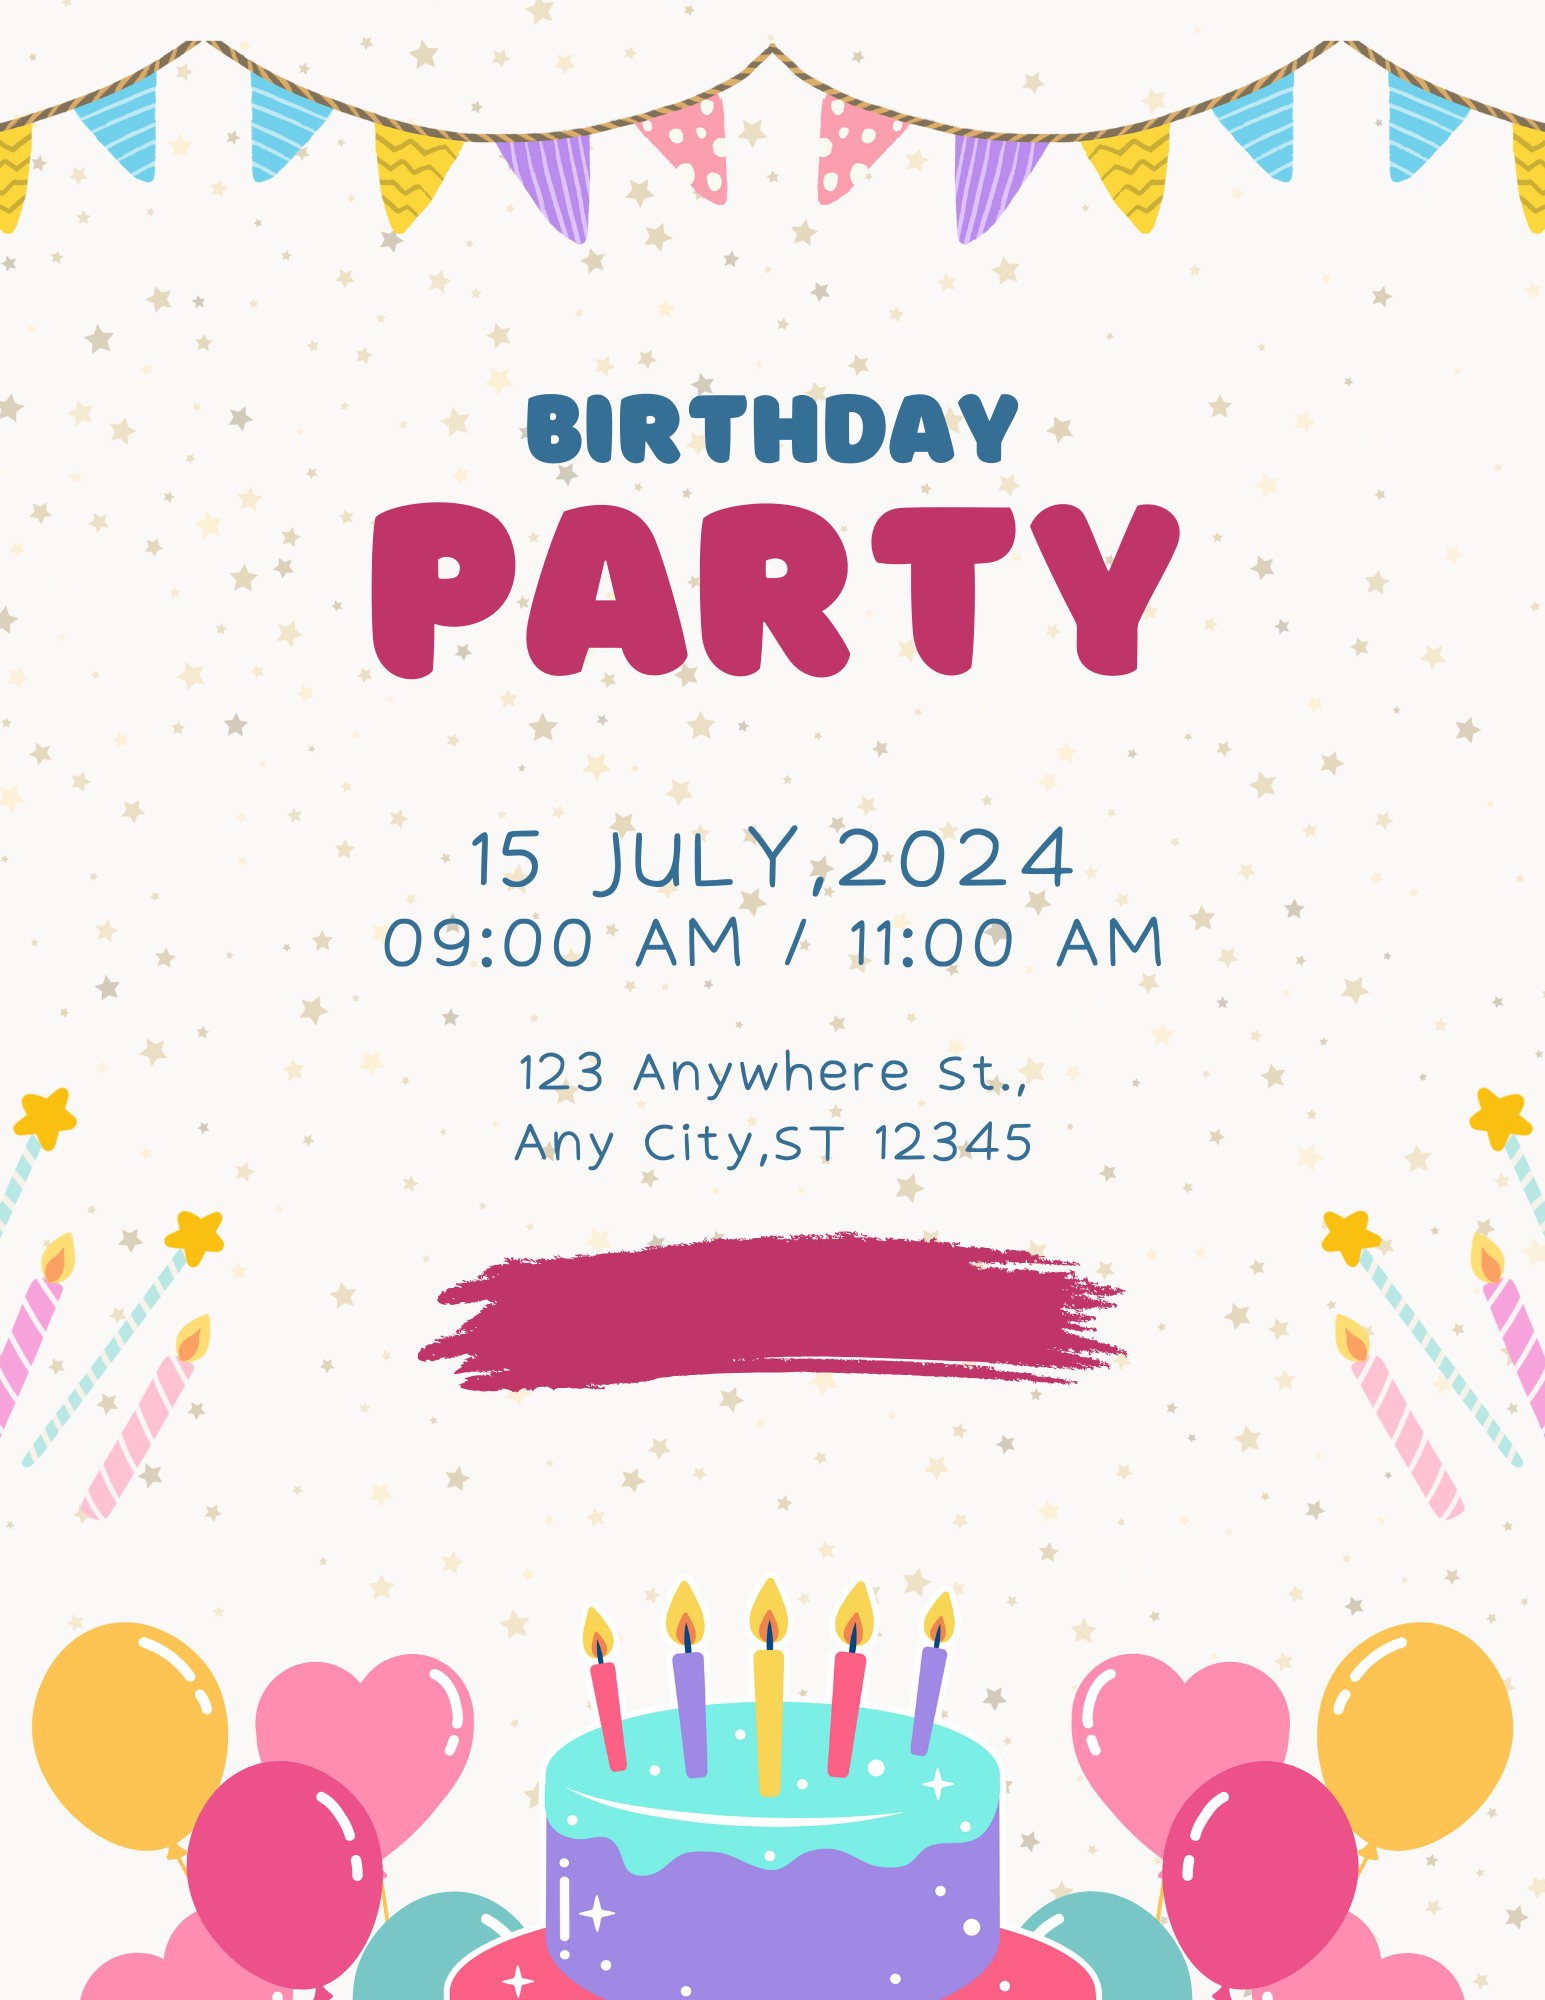 BIRTHDAY
PARTY
15 JULY,2024
09:00 AM / 11:00 AM
123 Anywhere St.,
Any City,ST 12345